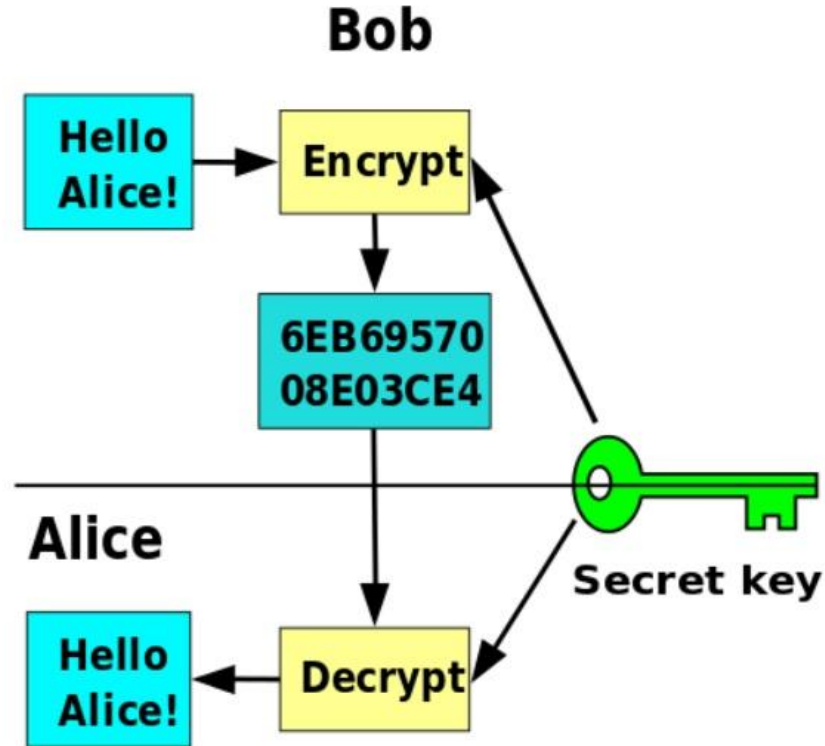 Bob
Hello
Alice!
Encrypt
6EB69570
08E03CE4
Alice
Secret key
Hello
Alice!
Decrypt